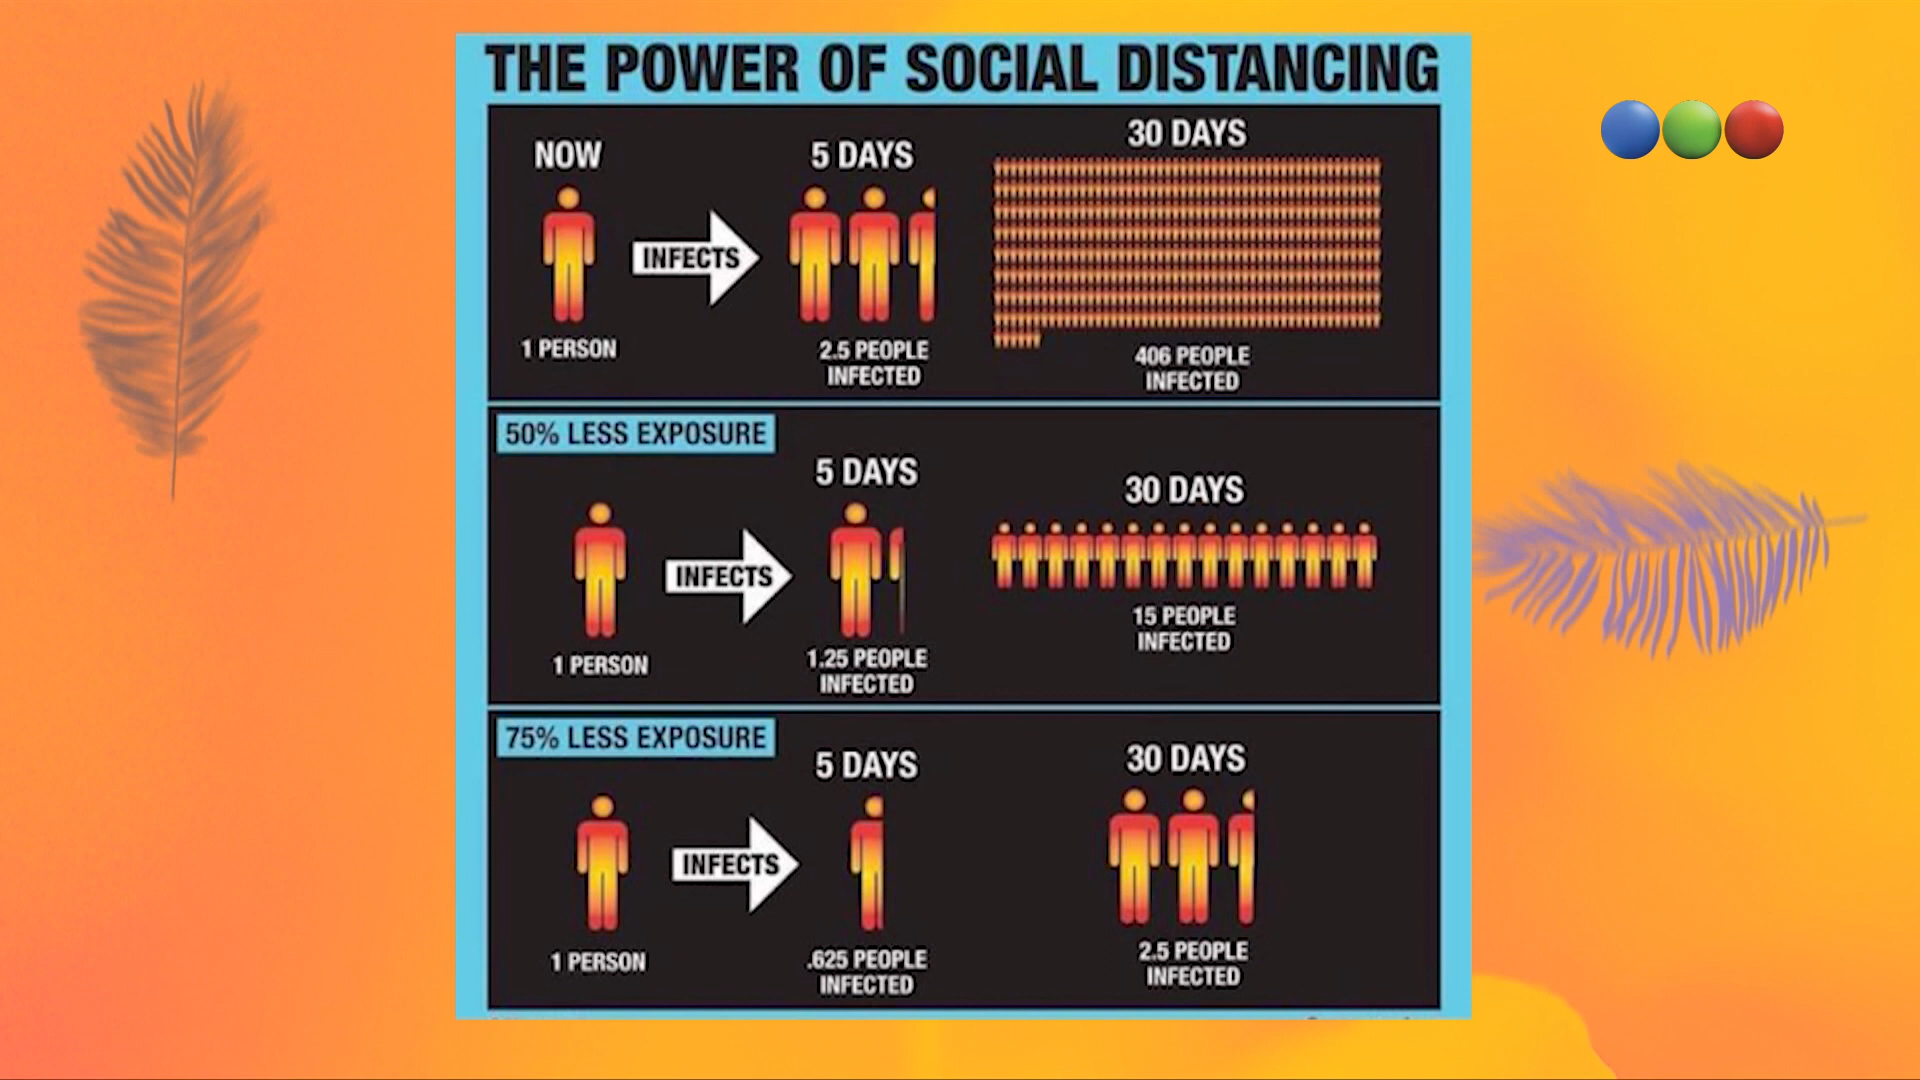 THE POWER OF SOCIAL DISTANCING
NOW
5 DAYS
30 DAYS
INFECTS
1 PERSON
2.5 PEOPLE
INFECTED
406 PEOPLE
INFECTED
50% LESS EXPOSURE
5 DAYS
30 DAYS
INFECTS
1 PERSON
1.25 PEOPLE
INFECTED
15 PEOPLE
INFECTED
75% LESS EXPOSURE
5 DAYS
30 DAYS
INFECTS
1 PERSON
.625 PEOPLE
INFECTED
2.5 PEOPLE
INFECTED